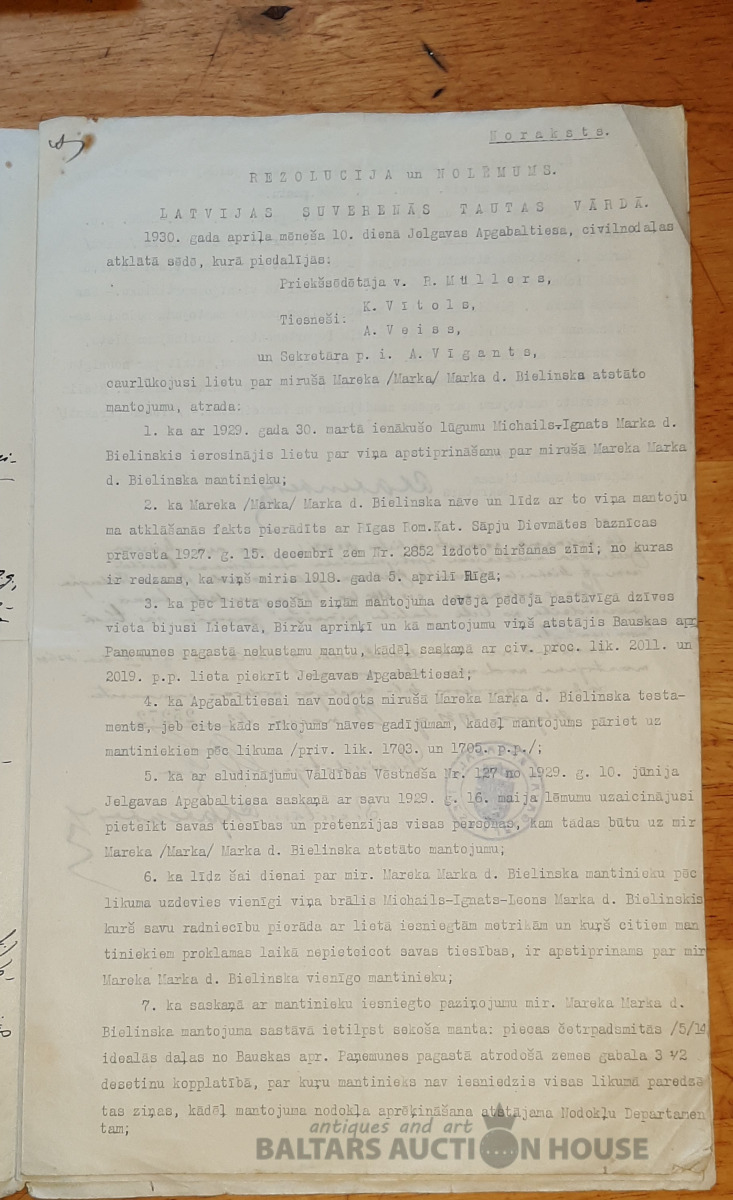 Noraksts.
REZOLUCIJA un NOLĒMUMS.
LATVIJAS SUVERENĀS TAUTAS VĀRDĀ.
1930. gada aprīļa mēneša 10. dienā Jelgavas Apgabaltiesa, civilnodaļas
atklātā sēdē, kurā piedalījās:
Priekšsēdētāja v. R. Müllers,
K. Vītols,
Tiesneši:
A. Veiss,
un Sekretāra p. i. A. Vīgants,
caurlūkojusi lietu par mirušā Mareka /Marka/ Marka d. Bielinska atstāto
mantojumu, atrada:
1. ka ar 1929. gada 30. martā ienākušo lūgumu Michails-Ignats Marka d.
Bielinskis ierosinājis lietu par viņa apstiprināšanu par mirušā Mareka Marka
d. Bielinska mantinieku;
2. ka Mareka /Marka/ Marka d. Bielinska nāve un līdz ar to viņa mantoju
ma atklāšanās fakts pierādīts ar Rīgas Rom.Kat. Sāpju Dievmātes baznīcas
prāvesta 1927. g. 15. decembrī zem Nr. 2852 izdoto miršanas zīmi; no kuras
ir redzams, ka viņš miris 1918. gada 5. aprilī Rīgā;
3. ka pēc lietā esošām ziņām mantojuma devēja pēdējā pastāvīgā dzīves
vieta bijusi Lietavā, Biržu apriņķī un kā mantojumu viņš atstājis Bauskas apr.
Paņemunes pagastā nekustamu mantu, kādēļ saskaņā ar civ. proc. lik. 2011. un
2019. p.p. lieta piekrīt Jelgavas Apgabaltiesai;
4. ka Apgabaltiesai nav nodots mirušā Mareka Marka d. Bielinska testa-
ments, jeb cits kāds rīkojums nāves gadījumam, kādēļ mantojums pāriet uz
mantiniekiem pēc likuma /priv. lik. 1703. un 1705. p.p./;
5. ka ar sludinājumu Valdības Vēstneša Nr. 127 no 1929. g. 10. jūnija
Jelgavas Apgabaltiesa saskaņā ar savu 1929. g. 16. maija lēmumu uzaicinājusi
pieteikt savas tiesības un pretenzijas visas personas, kam tādas būtu uz mir
Mareka /Marka/ Marka d. Bielinska atstāto mantojumu;
6. ka līdz šai dienai par mir. Mareka Marka d. Bielinska mantinieku pēc
likuma uzdevies vienīgi viņa brālis Michails-Ignats-Leons Marka d. Bielinskis
kurš savu radniecību pierāda ar lietā iesniegtām metrikām un kurš citiem man
tiniekiem proklamas laikā nepieteicot savas tiesības, ir apstiprinams par mir
Mareka Marka d. Bielinska vienīgo mantinieku;
7. ka saskaņā ar mantinieku iesniegto paziņojumu mir. Mareka Marka d.
Bielinska mantojuma sastāvā ietilpst sekoša manta: piecas četrpadsmitās /5/14
ideālās daļas no Bauskas apr. Paņemunes pagastā atrodošā zemes gabala 3 1/2
desetinu kopplatībā, par kuŗu mantinieks nav iesniedzis visas likumā paredzē
tas ziņas, kādēļ mantojuma nodokļa aprēķināšana atstājama Nodokļu Departamen
tam;
antiques and art
BALTARS AUCTION HOUSE